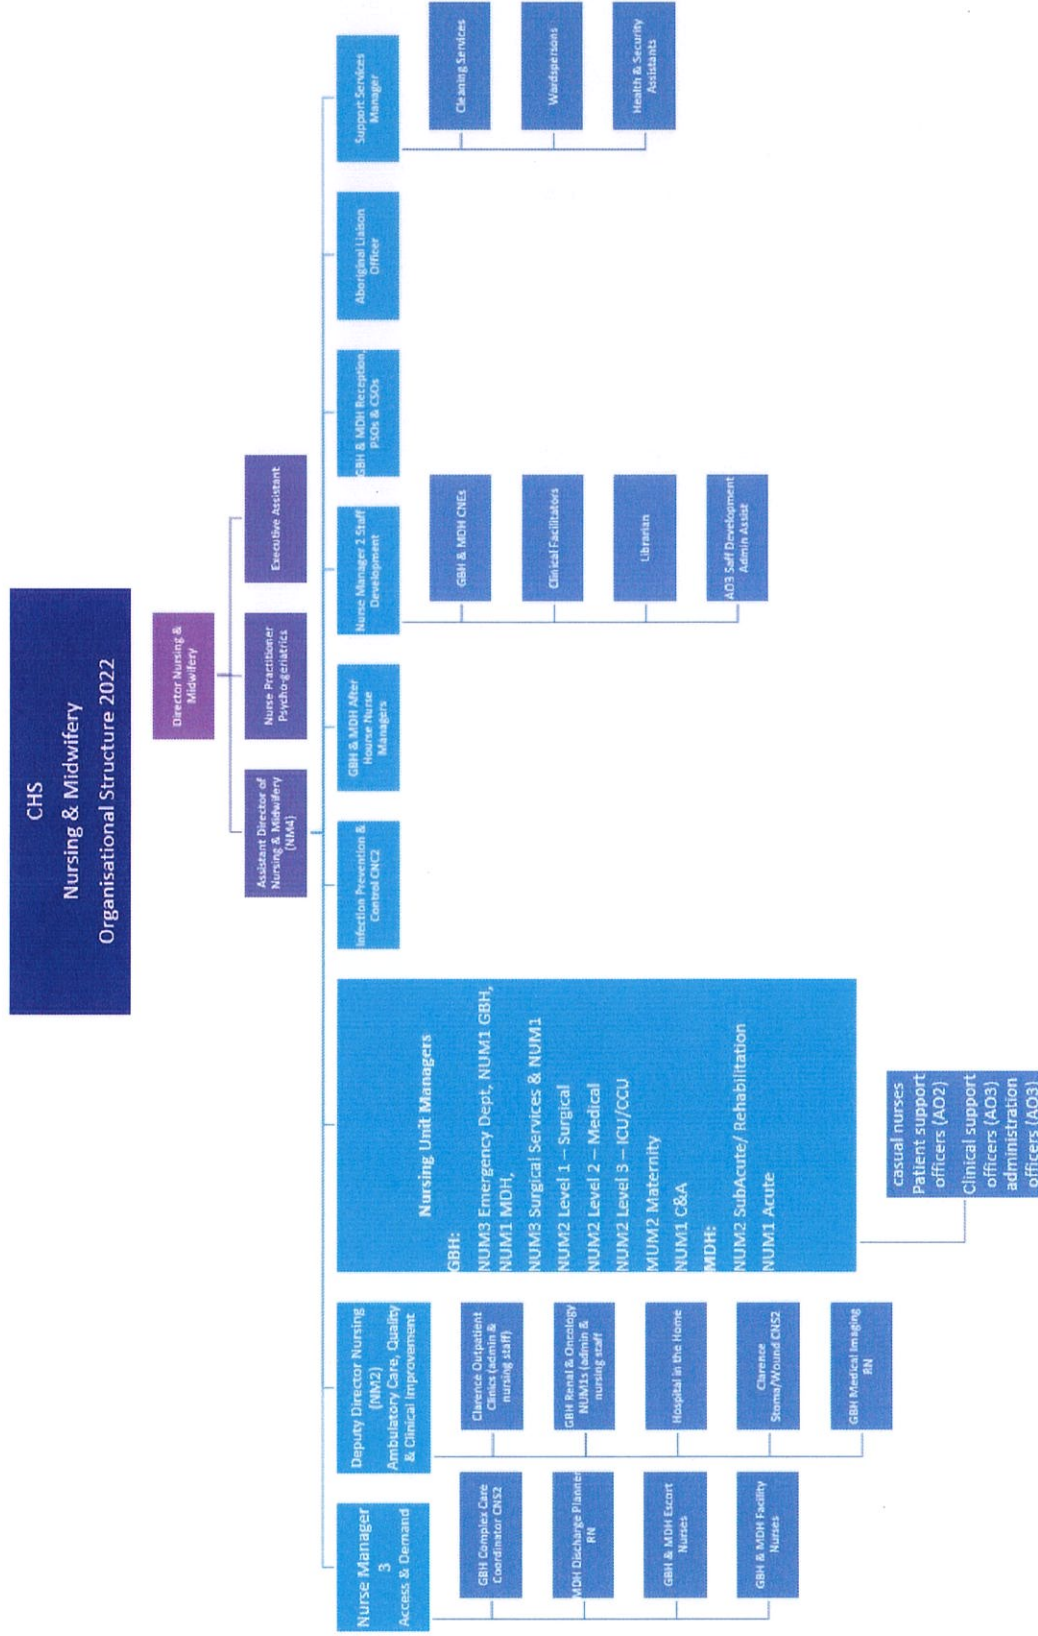 CHS
Nursing & Midwifery
Organisational Structure 2022
Director Nursing &
Midwifery
Assistant Director of
Nursing & Midwifery
(NM4)
Nurse Practitioner
Psycho-geriatrics
Executive Assistant
Nurse Manager
3
Access & Demand
GBH Complex Care
Coordinator CNS2
MDH Discharge Planner
RN
GBH & MDH Escort
Nurses
GBH & MDH Facility
Nurses
Deputy Director Nursing
(NM2)
Ambulatory Care, Quality
& Clinical Improvement
Clarence Outpatient
Clinics (admin &
nursing staff)
GBH Renal & Oncology
NUM1s (admin &
nursing staff
Hospital in the Home
Clarence
Stoma/Wound CNS2
GBH Medical Imaging
RN
Nursing Unit Managers
GBH:
NUM3 Emergency Dept, NUM1 GBH,
NUM1 MDH,
NUM3 Surgical Services & NUM1
NUM2 Level 1 – Surgical
NUM2 Level 2 – Medical
NUM2 Level 3 – ICU/CCU
MUM2 Maternity
NUM1 C&A
MDH:
NUM2 SubAcute/ Rehabilitation
NUM1 Acute
casual nurses
Patient support
officers (AO2)
Clinical support
officers (AO3)
administration
officers (AO3)
Infection Prevention &
Control CNC2
GBH & MDH After
Hourse Nurse
Managers
Nurse Manager 2 Staff
Development
GBH & MDH CNEs
Clinical Facilitators
Librarian
AO3 Saff Development
Admin Assist
GBH & MDH Reception,
PSOs & CSOs
Aboriginal Liaison
Officer
Support Services
Manager
Cleaning Services
Wardspersons
Health & Security
Assistants